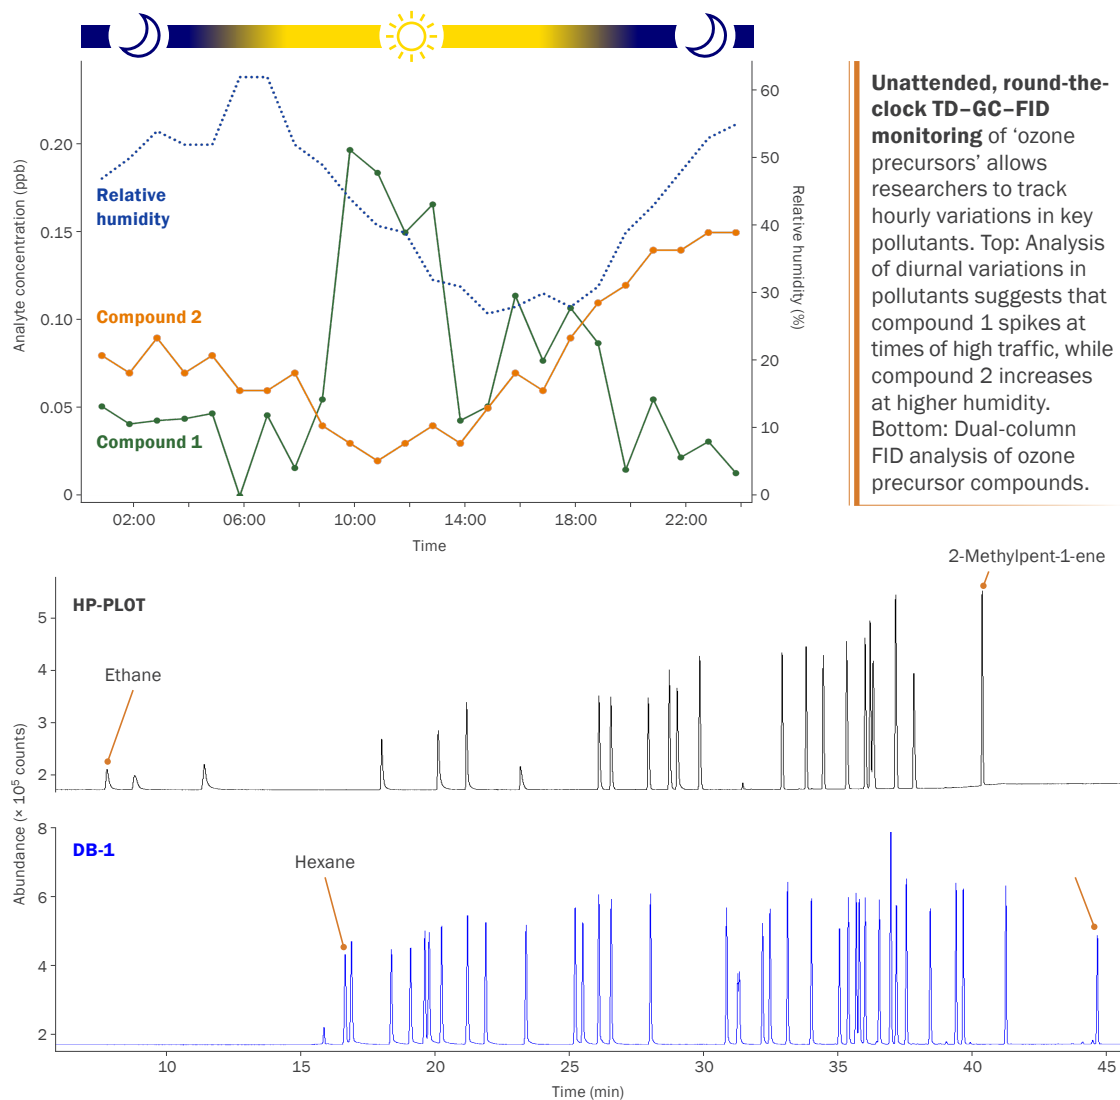 Unattended, round-the-
clock TD–GC–FID
monitoring of ‘ozone
precursors’ allows
researchers to track
hourly variations in key
pollutants. Top: Analysis
of diurnal variations in
pollutants suggests that
compound 1 spikes at
times of high traffic, while
compound 2 increases
at higher humidity.
Bottom: Dual-column
FID analysis of ozone
precursor compounds.
Analyte concentration (ppb)
0.20
0.15
0.10
0.05
0
Relative
humidity
Compound 2
Compound 1
60
50
40
30
20
10
0
Relative humidity (%)
02:00 06:00 10:00 14:00 18:00 22:00
Time
2-Methylpent-1-ene
HP-PLOT
Ethane
5
4
3
2
Abundance (× 10⁵ counts)
DB-1
Hexane
8
6
4
2
10 15 20 25 30 35 40 45
Time (min)